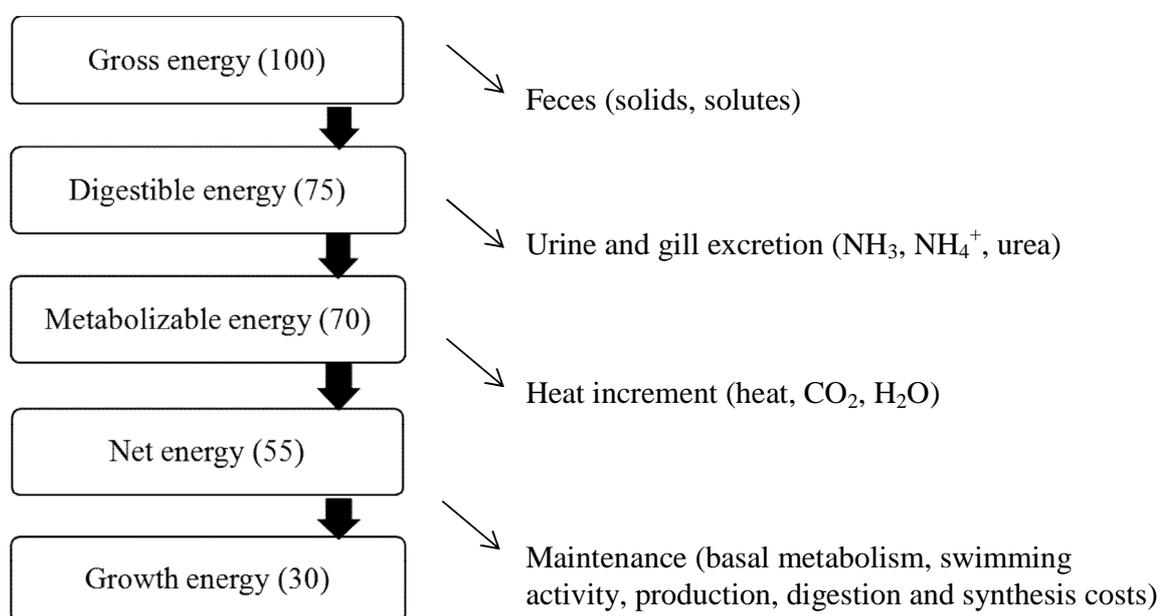 Gross energy (100)
Feces (solids, solutes)
Digestible energy (75)
Urine and gill excretion (NH₃, NH₄⁺, urea)
Metabolizable energy (70)
Heat increment (heat, CO₂, H₂O)
Net energy (55)
Growth energy (30)
Maintenance (basal metabolism, swimming
activity, production, digestion and synthesis costs)